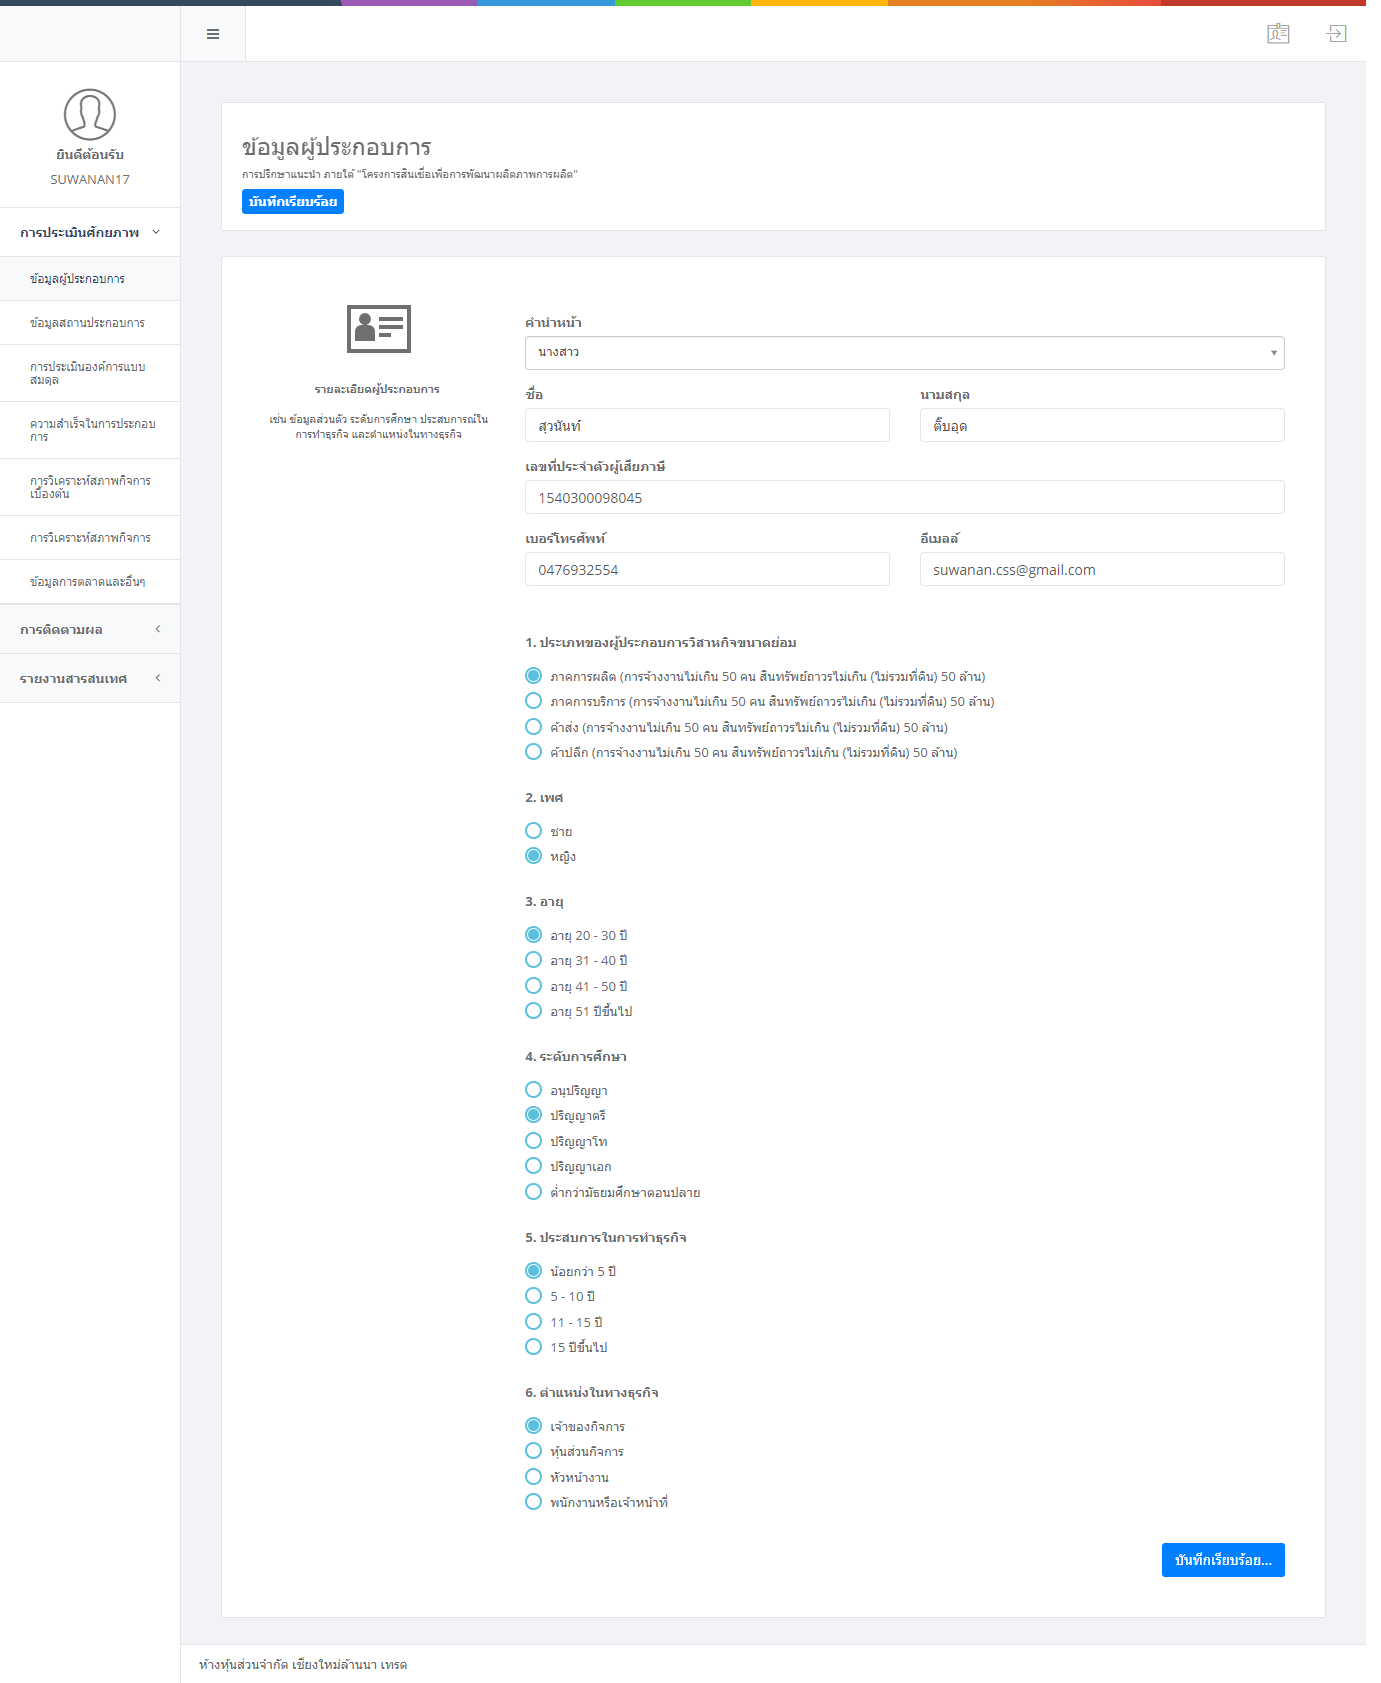 ยินดีต้อนรับ
SUWANAN17
การประเมินศักยภาพ
ข้อมูลผู้ประกอบการ
ข้อมูลสถานประกอบการ
การประเมินองค์การแบบ
สมดุล
ความสำเร็จในการประกอบ
การ
การวิเคราะห์สภาพกิจการ
เบื้องต้น
การวิเคราะห์สภาพกิจการ
ข้อมูลการตลาดและอื่นๆ
การติดตามผล
รายงานสารสนเทศ
ข้อมูลผู้ประกอบการ
การปรึกษาแนะนำ ภายใต้ "โครงการสินเชื่อเพื่อการพัฒนาผลิตภาพการผลิต"
บันทึกเรียบร้อย
รายละเอียดผู้ประกอบการ
เช่น ข้อมูลส่วนตัว ระดับการศึกษา ประสบการณ์ใน
การทำธุรกิจ และตำแหน่งในทางธุรกิจ
คำนำหน้า
นางสาว
ชื่อ
นามสกุล
สุวนันท์
ติ๊บอุด
เลขที่ประจำตัวผู้เสียภาษี
1540300098045
เบอร์โทรศัพท์
อีเมลล์
0476932554
suwanan.css@gmail.com
1. ประเภทของผู้ประกอบการวิสาหกิจขนาดย่อม
ภาคการผลิต (การจ้างงานไม่เกิน 50 คน สินทรัพย์ถาวรไม่เกิน (ไม่รวมที่ดิน) 50 ล้าน)
ภาคการบริการ (การจ้างงานไม่เกิน 50 คน สินทรัพย์ถาวรไม่เกิน (ไม่รวมที่ดิน) 50 ล้าน)
ค้าส่ง (การจ้างงานไม่เกิน 50 คน สินทรัพย์ถาวรไม่เกิน (ไม่รวมที่ดิน) 50 ล้าน)
ค้าปลีก (การจ้างงานไม่เกิน 50 คน สินทรัพย์ถาวรไม่เกิน (ไม่รวมที่ดิน) 50 ล้าน)
2. เพศ
ชาย
หญิง
3. อายุ
อายุ 20 - 30 ปี
อายุ 31 - 40 ปี
อายุ 41 - 50 ปี
อายุ 51 ปีขึ้นไป
4. ระดับการศึกษา
อนุปริญญา
ปริญญาตรี
ปริญญาโท
ปริญญาเอก
ต่ำกว่ามัธยมศึกษาตอนปลาย
5. ประสบการในการทำธุรกิจ
น้อยกว่า 5 ปี
5 - 10 ปี
11 - 15 ปี
15 ปีขึ้นไป
6. ตำแหน่งในทางธุรกิจ
เจ้าของกิจการ
หุ้นส่วนกิจการ
หัวหน้างาน
พนักงานหรือเจ้าหน้าที่
บันทึกเรียบร้อย...
ห้างหุ้นส่วนจำกัด เชียงใหม่ล้านนา เทรด